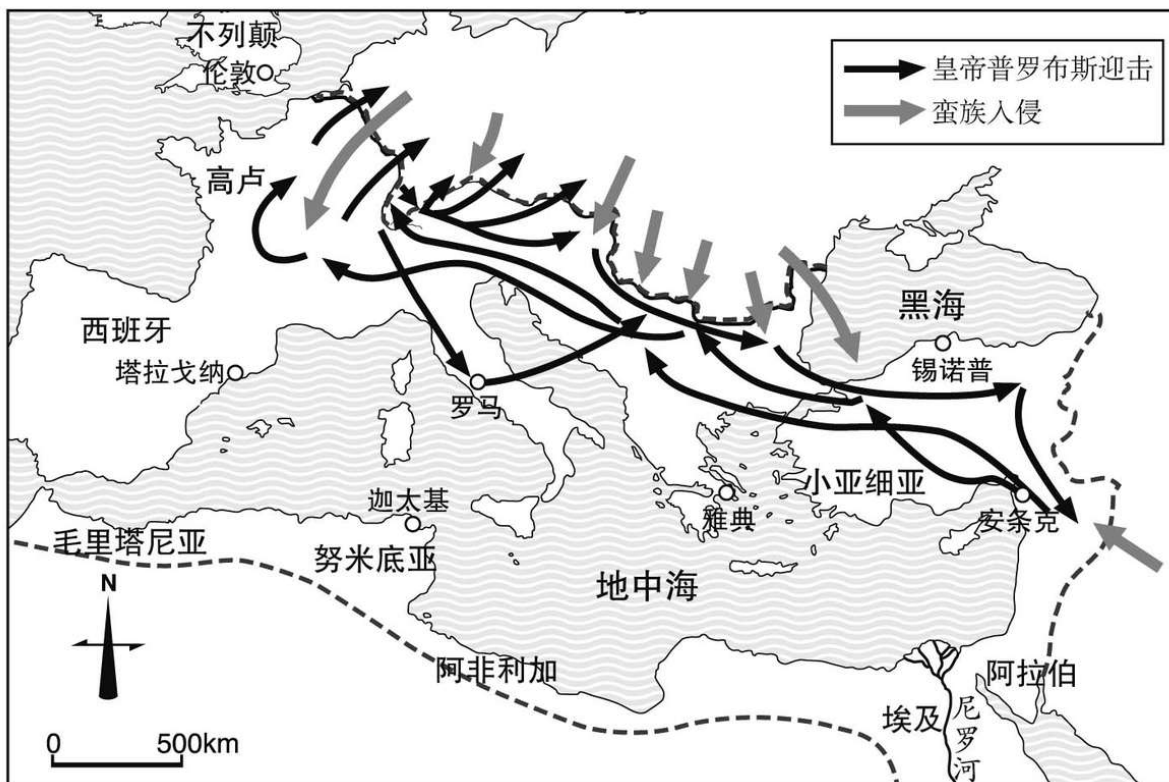 不列颠
伦敦
皇帝普罗布斯迎击
蛮族入侵
高卢
黑海
西班牙
锡诺普
塔拉戈纳
罗马
小亚细亚
迦太基
雅典
安条克
毛里塔尼亚
努米底亚
地中海
N
阿非利加
阿拉伯
埃及
尼罗河
0 500km